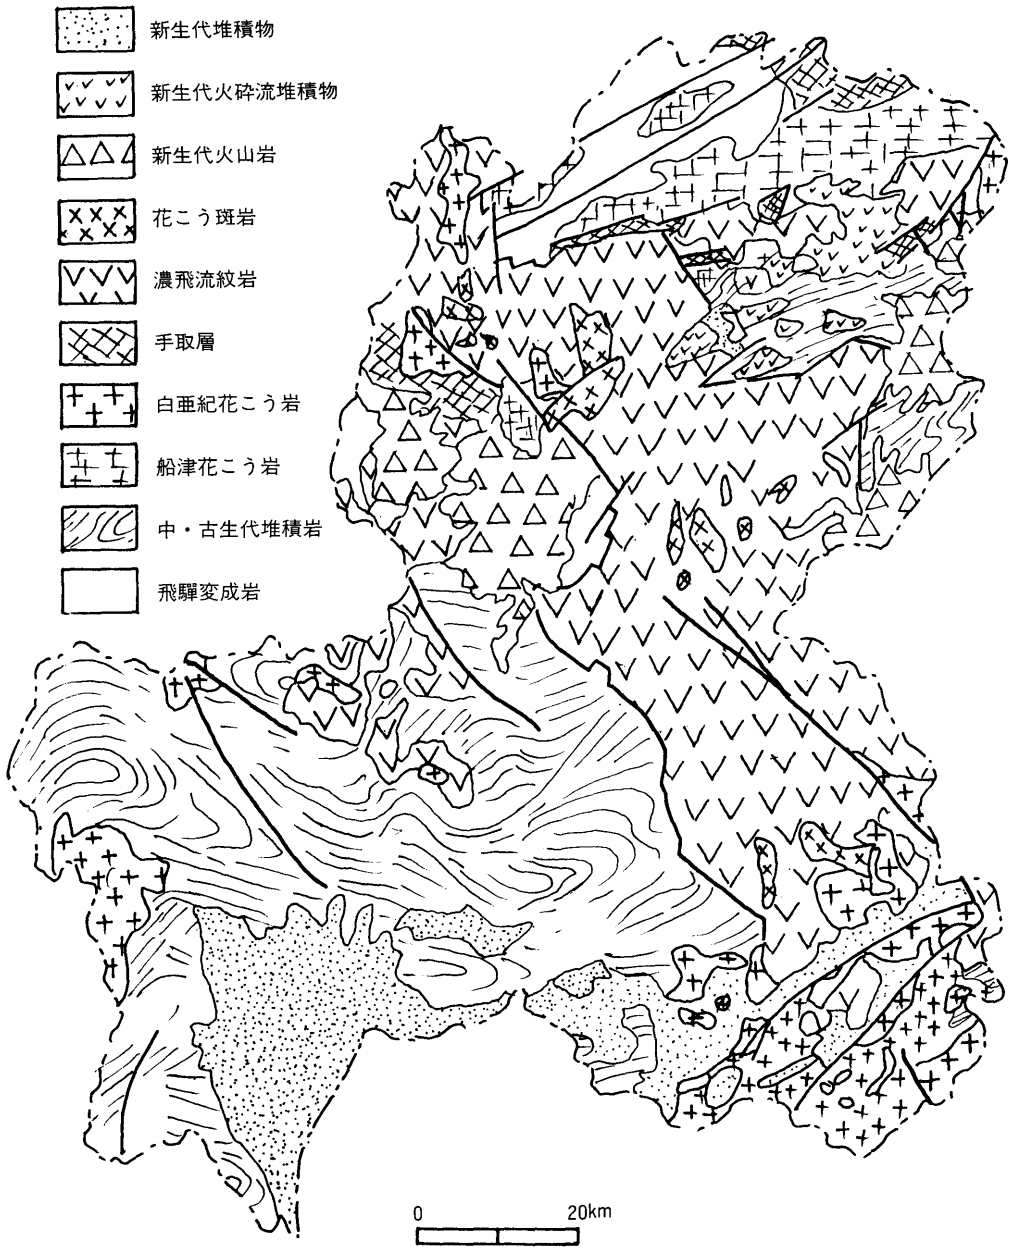 新生代堆積物
新生代火砕流堆積物
新生代火山岩
花こう斑岩
濃飛流紋岩
手取層
白亜紀花こう岩
船津花こう岩
中・古生代堆積岩
飛騨変成岩
0 20km